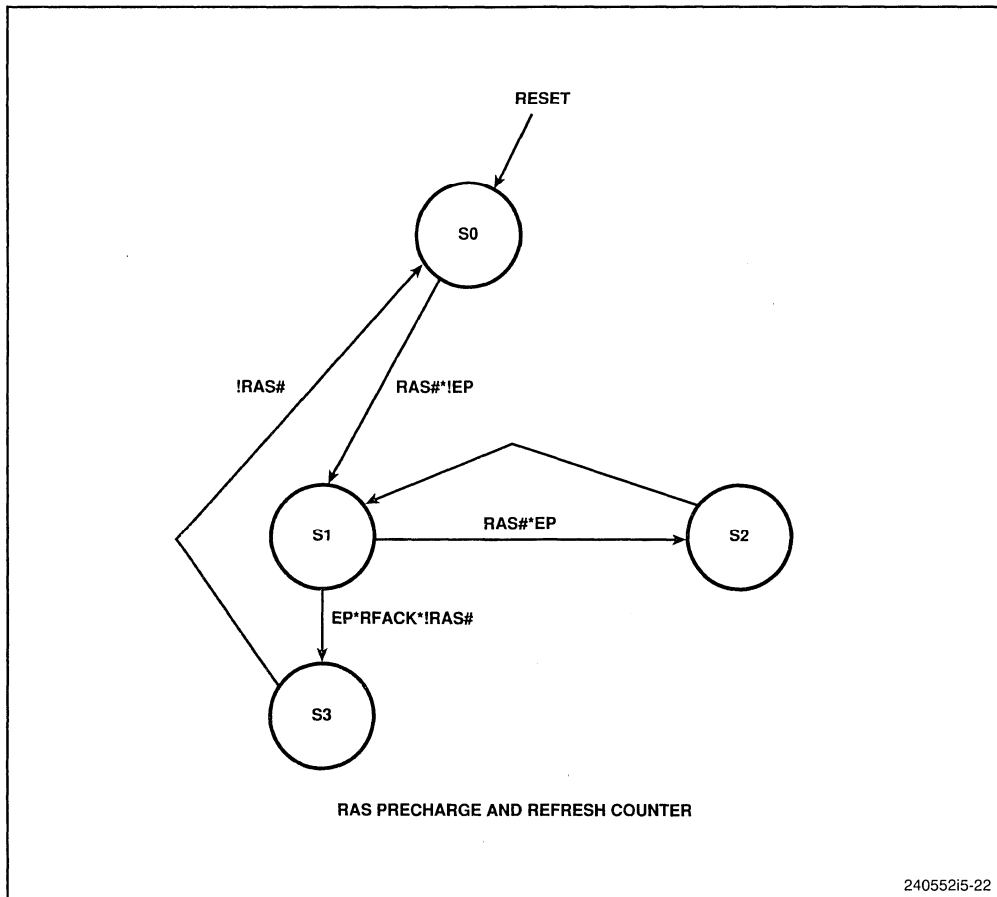 RESET
S0
!RAS#
RAS#*!EP
RAS#*EP
S1
S2
EP*RFACK*!RAS#
S3
RAS PRECHARGE AND REFRESH COUNTER
240552i5-22